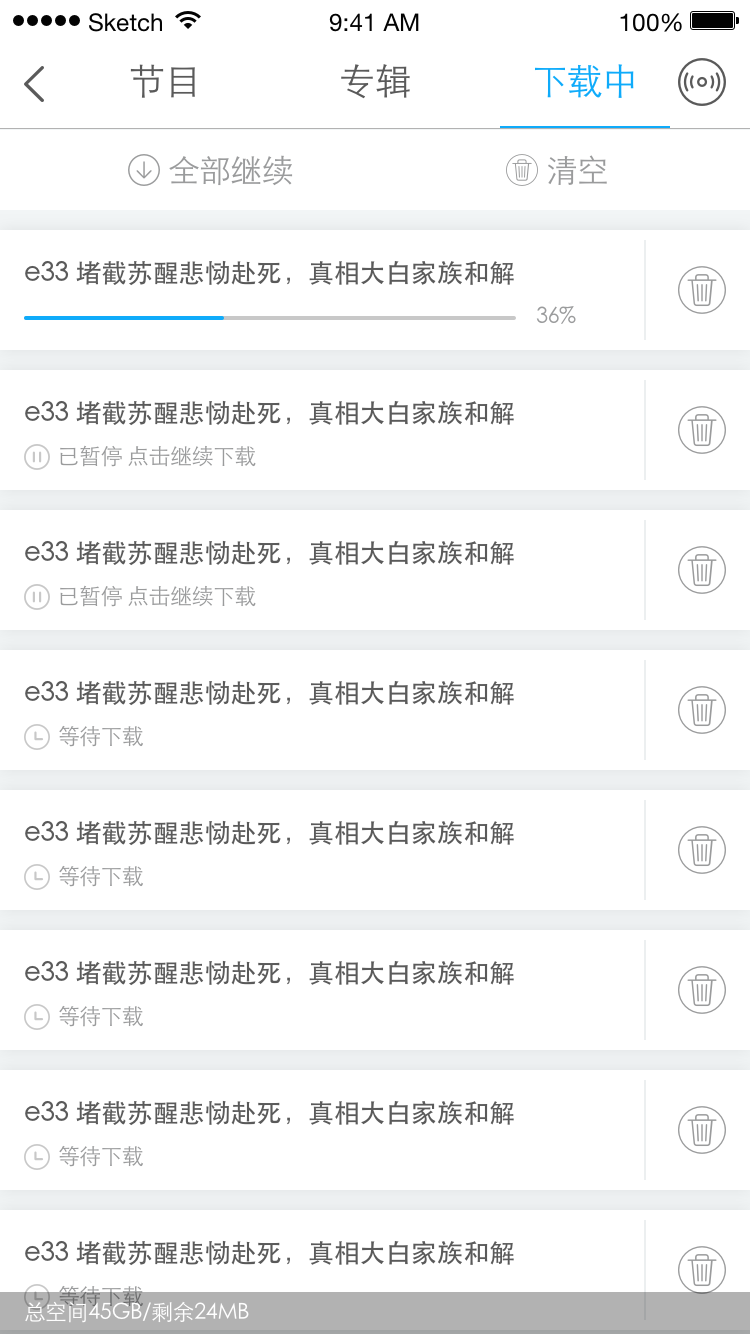 Sketch 9:41 AM 100%
节目 专辑 下载中
全部继续 清空
e33 堵截苏醒悲恸赴死，真相大白家族和解
36%
e33 堵截苏醒悲恸赴死，真相大白家族和解
已暂停 点击继续下载
e33 堵截苏醒悲恸赴死，真相大白家族和解
已暂停 点击继续下载
e33 堵截苏醒悲恸赴死，真相大白家族和解
等待下载
e33 堵截苏醒悲恸赴死，真相大白家族和解
等待下载
e33 堵截苏醒悲恸赴死，真相大白家族和解
等待下载
e33 堵截苏醒悲恸赴死，真相大白家族和解
等待下载
e33 堵截苏醒悲恸赴死，真相大白家族和解
等待下载
总空间45GB/剩余24MB